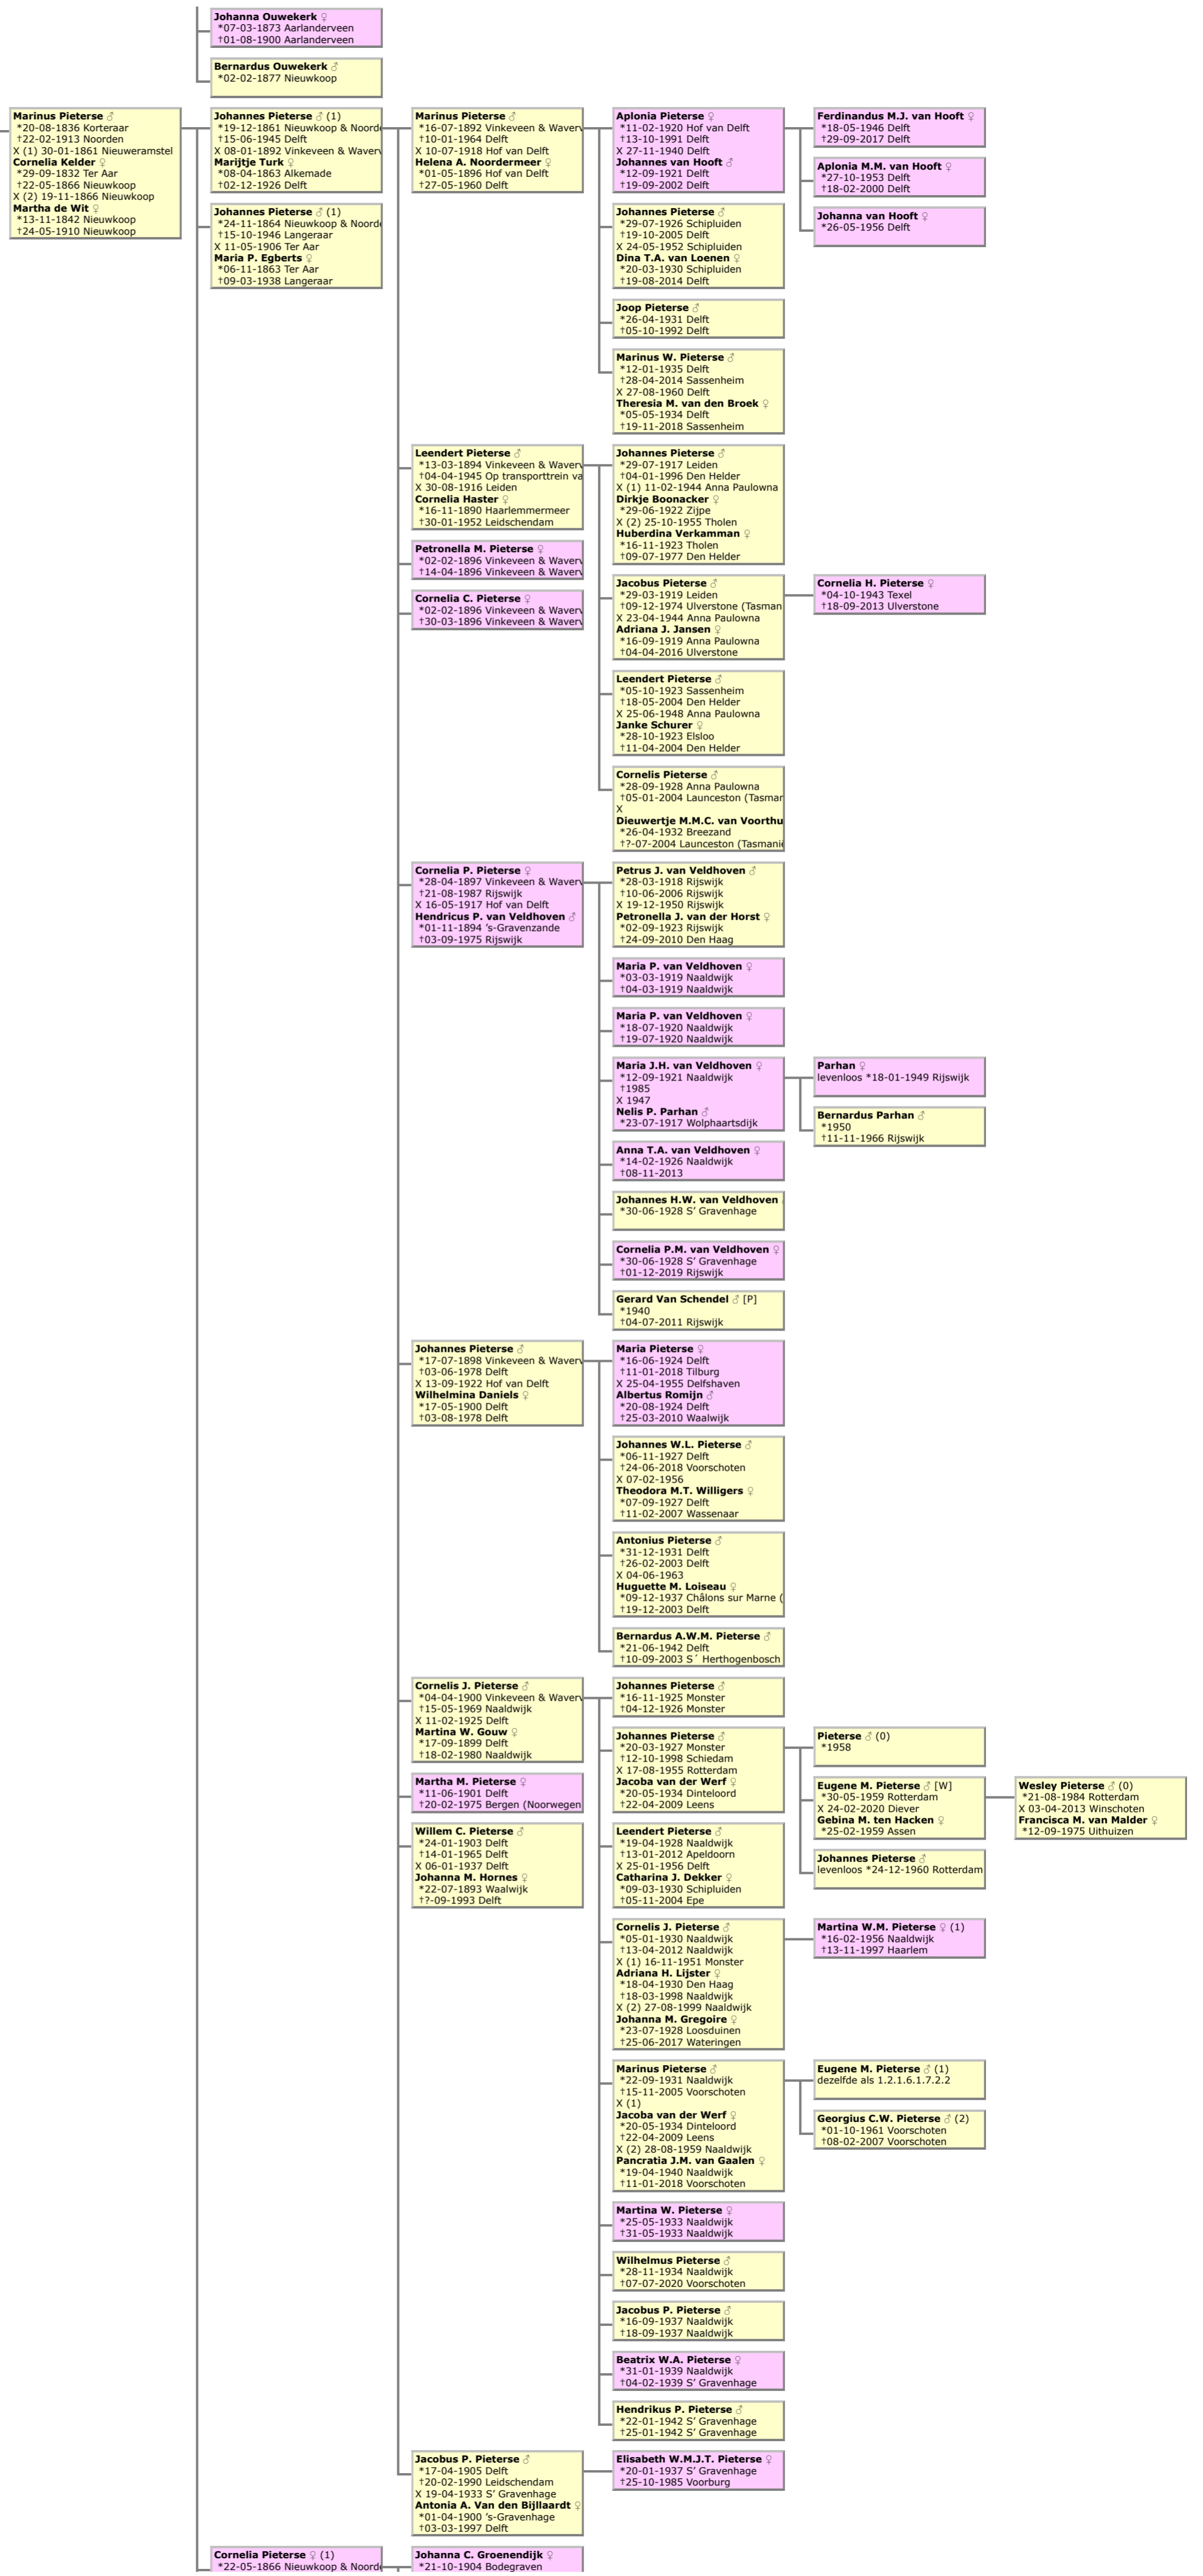 Johanna Ouwekerk ♀
*07-03-1873 Aarlanderveen
†01-08-1900 Aarlanderveen
Bernardus Ouwekerk ♂
*02-02-1877 Nieuwkoop
Marinus Pieterse ♂
*20-08-1836 Korteraar
†22-02-1913 Noorden
X (1) 30-01-1861 Nieuweramstel
Cornelia Kelder ♀
*29-09-1832 Ter Aar
†22-05-1866 Nieuwkoop
X (2) 19-11-1866 Nieuwkoop
Martha de Wit ♀
*13-11-1842 Nieuwkoop
†24-05-1910 Nieuwkoop
Johannes Pieterse ♂ (1)
*19-12-1861 Nieuwkoop & Noorde
†15-06-1945 Delft
X 08-01-1892 Vinkeveen & Waverv
Marijtje Turk ♀
*08-04-1863 Alkemade
†02-12-1926 Delft
Johannes Pieterse ♂ (1)
*24-11-1864 Nieuwkoop & Noorde
†15-10-1946 Langeraar
X 11-05-1906 Ter Aar
Maria P. Egberts ♀
*06-11-1863 Ter Aar
†09-03-1938 Langeraar
Marinus Pieterse ♂
*16-07-1892 Vinkeveen & Waverv
†10-01-1964 Delft
X 10-07-1918 Hof van Delft
Helena A. Noordermeer ♀
*01-05-1896 Hof van Delft
†27-05-1960 Delft
Aplonia Pieterse ♀
*11-02-1920 Hof van Delft
†13-10-1991 Delft
X 27-11-1940 Delft
Johannes van Hooft ♂
*12-09-1921 Delft
†19-09-2002 Delft
Ferdinandus M.J. van Hooft ♀
*18-05-1946 Delft
†29-09-2017 Delft
Aplonia M.M. van Hooft ♀
*27-10-1953 Delft
†18-02-2000 Delft
Johanna van Hooft ♀
*26-05-1956 Delft
Johannes Pieterse ♂
*29-07-1926 Schipluiden
†19-10-2005 Delft
X 24-05-1952 Schipluiden
Dina T.A. van Loenen ♀
*20-03-1930 Schipluiden
†19-08-2014 Delft
Joop Pieterse ♂
*26-04-1931 Delft
†05-10-1992 Delft
Marinus W. Pieterse ♂
*12-01-1935 Delft
†28-04-2014 Sassenheim
X 27-08-1960 Delft
Theresia M. van den Broek ♀
*05-05-1934 Delft
†19-11-2018 Sassenheim
Leendert Pieterse ♂
*13-03-1894 Vinkeveen & Waverv
†04-04-1945 Op transporttrein va
X 30-08-1916 Leiden
Cornelia Haster ♀
*16-11-1890 Haarlemmermeer
†30-01-1952 Leidschendam
Petronella M. Pieterse ♀
*02-02-1896 Vinkeveen & Waverv
†14-04-1896 Vinkeveen & Waverv
Cornelia C. Pieterse ♀
*02-02-1896 Vinkeveen & Waverv
†30-03-1896 Vinkeveen & Waverv
Johannes Pieterse ♂
*29-07-1917 Leiden
†04-01-1996 Den Helder
X (1) 11-02-1944 Anna Paulowna
Dirkje Boonacker ♀
*29-06-1922 Zijpe
X (2) 25-10-1955 Tholen
Huberdina Verkamman ♀
*16-11-1923 Tholen
†09-07-1977 Den Helder
Jacobus Pieterse ♂
*29-03-1919 Leiden
†09-12-1974 Ulverstone (Tasman
X 23-04-1944 Anna Paulowna
Adriana J. Jansen ♀
*16-09-1919 Anna Paulowna
†04-04-2016 Ulverstone
Cornelia H. Pieterse ♀
*04-10-1943 Texel
†18-09-2013 Ulverstone
Leendert Pieterse ♂
*05-10-1923 Sassenheim
†18-05-2004 Den Helder
X 25-06-1948 Anna Paulowna
Janke Schurer ♀
*28-10-1923 Elsloo
†11-04-2004 Den Helder
Cornelis Pieterse ♂
*28-09-1928 Anna Paulowna
†05-01-2004 Launceston (Tasmar
X
Dieuwertje M.M.C. van Voorthu
*26-04-1932 Breezand
†?-07-2004 Launceston (Tasmanië
Cornelia P. Pieterse ♀
*28-04-1897 Vinkeveen & Waverv
†21-08-1987 Rijswijk
X 16-05-1917 Hof van Delft
Hendricus P. van Veldhoven ♂
*01-11-1894 's-Gravenzande
†03-09-1975 Rijswijk
Petrus J. van Veldhoven ♂
*28-03-1918 Rijswijk
†10-06-2006 Rijswijk
X 19-12-1950 Rijswijk
Petronella J. van der Horst ♀
*02-09-1923 Rijswijk
†24-09-2010 Den Haag
Maria P. van Veldhoven ♀
*03-03-1919 Naaldwijk
†04-03-1919 Naaldwijk
Maria P. van Veldhoven ♀
*18-07-1920 Naaldwijk
†19-07-1920 Naaldwijk
Maria J.H. van Veldhoven ♀
*12-09-1921 Naaldwijk
†1985
X 1947
Nelis P. Parhan ♂
*23-07-1917 Wolphaartsdijk
Parhan ♀
levenloos *18-01-1949 Rijswijk
Bernardus Parhan ♂
*1950
†11-11-1966 Rijswijk
Anna T.A. van Veldhoven ♀
*14-02-1926 Naaldwijk
†08-11-2013
Johannes H.W. van Veldhoven
*30-06-1928 S' Gravenhage
Cornelia P.M. van Veldhoven ♀
*30-06-1928 S' Gravenhage
†01-12-2019 Rijswijk
Gerard Van Schendel ♂ [P]
*1940
†04-07-2011 Rijswijk
Johannes Pieterse ♂
*17-07-1898 Vinkeveen & Waverv
†03-06-1978 Delft
X 13-09-1922 Hof van Delft
Wilhelmina Daniels ♀
*17-05-1900 Delft
†03-08-1978 Delft
Maria Pieterse ♀
*16-06-1924 Delft
†11-01-2018 Tilburg
X 25-04-1955 Delfshaven
Albertus Romijn ♂
*20-08-1924 Delft
†25-03-2010 Waalwijk
Johannes W.L. Pieterse ♂
*06-11-1927 Delft
†24-06-2018 Voorschoten
X 07-02-1956
Theodora M.T. Willigers ♀
*07-09-1927 Delft
†11-02-2007 Wassenaar
Antonius Pieterse ♂
*31-12-1931 Delft
†26-02-2003 Delft
X 04-06-1963
Huguette M. Loiseau ♀
*09-12-1937 Châlons sur Marne (
†19-12-2003 Delft
Bernardus A.W.M. Pieterse ♂
*21-06-1942 Delft
†10-09-2003 S´ Herthogenbosch
Cornelis J. Pieterse ♂
*04-04-1900 Vinkeveen & Waverv
†15-05-1969 Naaldwijk
X 11-02-1925 Delft
Martina W. Gouw ♀
*17-09-1899 Delft
†18-02-1980 Naaldwijk
Martha M. Pieterse ♀
*11-06-1901 Delft
†20-02-1975 Bergen (Noorwegen
Willem C. Pieterse ♂
*24-01-1903 Delft
†14-01-1965 Delft
X 06-01-1937 Delft
Johanna M. Hornes ♀
*22-07-1893 Waalwijk
†?-09-1993 Delft
Johannes Pieterse ♂
*16-11-1925 Monster
†04-12-1926 Monster
Johannes Pieterse ♂
*20-03-1927 Monster
†12-10-1998 Schiedam
X 17-08-1955 Rotterdam
Jacoba van der Werf ♀
*20-05-1934 Dinteloord
†22-04-2009 Leens
Pieterse ♂ (0)
*1958
Eugene M. Pieterse ♂ [W]
*30-05-1959 Rotterdam
X 24-02-2020 Diever
Gebina M. ten Hacken ♀
*25-02-1959 Assen
Wesley Pieterse ♂ (0)
*21-08-1984 Rotterdam
X 03-04-2013 Winschoten
Francisca M. van Malder ♀
*12-09-1975 Uithuizen
Johannes Pieterse ♂
levenloos *24-12-1960 Rotterdam
Leendert Pieterse ♂
*19-04-1928 Naaldwijk
†13-01-2012 Apeldoorn
X 25-01-1956 Delft
Catharina J. Dekker ♀
*09-03-1930 Schipluiden
†05-11-2004 Epe
Cornelis J. Pieterse ♂
*05-01-1930 Naaldwijk
†13-04-2012 Naaldwijk
X (1) 16-11-1951 Monster
Adriana H. Lijster ♀
*18-04-1930 Den Haag
†18-03-1998 Naaldwijk
X (2) 27-08-1999 Naaldwijk
Johanna M. Gregoire ♀
*23-07-1928 Loosduinen
†25-06-2017 Wateringen
Martina W.M. Pieterse ♀ (1)
*16-02-1956 Naaldwijk
†13-11-1997 Haarlem
Marinus Pieterse ♂
*22-09-1931 Naaldwijk
†15-11-2005 Voorschoten
X (1)
Jacoba van der Werf ♀
*20-05-1934 Dinteloord
†22-04-2009 Leens
X (2) 28-08-1959 Naaldwijk
Pancratia J.M. van Gaalen ♀
*19-04-1940 Naaldwijk
†11-01-2018 Voorschoten
Eugene M. Pieterse ♂ (1)
dezelfde als 1.2.1.6.1.7.2.2
Georgius C.W. Pieterse ♂ (2)
*01-10-1961 Voorschoten
†08-02-2007 Voorschoten
Martina W. Pieterse ♀
*25-05-1933 Naaldwijk
†31-05-1933 Naaldwijk
Wilhelmus Pieterse ♂
*28-11-1934 Naaldwijk
†07-07-2020 Voorschoten
Jacobus P. Pieterse ♂
*16-09-1937 Naaldwijk
†18-09-1937 Naaldwijk
Beatrix W.A. Pieterse ♀
*31-01-1939 Naaldwijk
†04-02-1939 S' Gravenhage
Hendrikus P. Pieterse ♂
*22-01-1942 S' Gravenhage
†25-01-1942 S' Gravenhage
Jacobus P. Pieterse ♂
*17-04-1905 Delft
†20-02-1990 Leidschendam
X 19-04-1933 S' Gravenhage
Antonia A. Van den Bijllaardt ♀
*01-04-1900 's-Gravenhage
†03-03-1997 Delft
Elisabeth W.M.J.T. Pieterse ♀
*20-01-1937 S' Gravenhage
†25-10-1985 Voorburg
Cornelia Pieterse ♀ (1)
*22-05-1866 Nieuwkoop & Noorde
Johanna C. Groenendijk ♀
*21-10-1904 Bodegraven